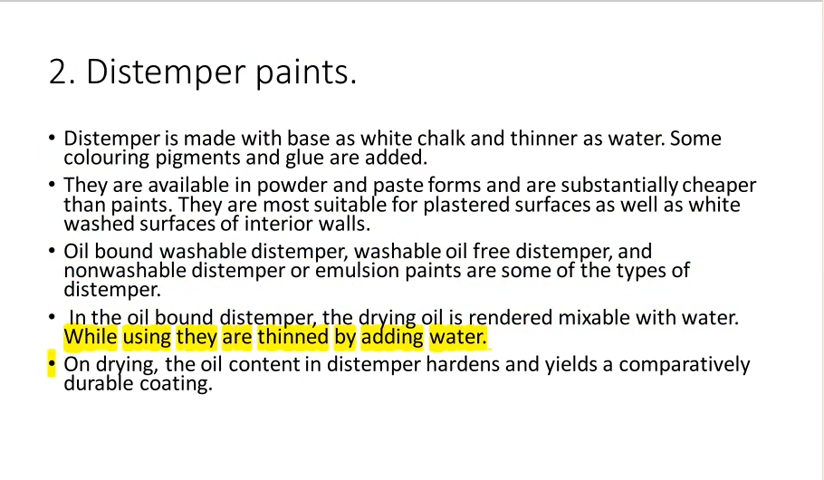 2. Distemper paints.
• Distemper is made with base as white chalk and thinner as water. Some
colouring pigments and glue are added.
• They are available in powder and paste forms and are substantially cheaper
than paints. They are most suitable for plastered surfaces as well as white
washed surfaces of interior walls.
• Oil bound washable distemper, washable oil free distemper, and
nonwashable distemper or emulsion paints are some of the types of
distemper.
• In the oil bound distemper, the drying oil is rendered mixable with water.
While using they are thinned by adding water.
• On drying, the oil content in distemper hardens and yields a comparatively
durable coating.